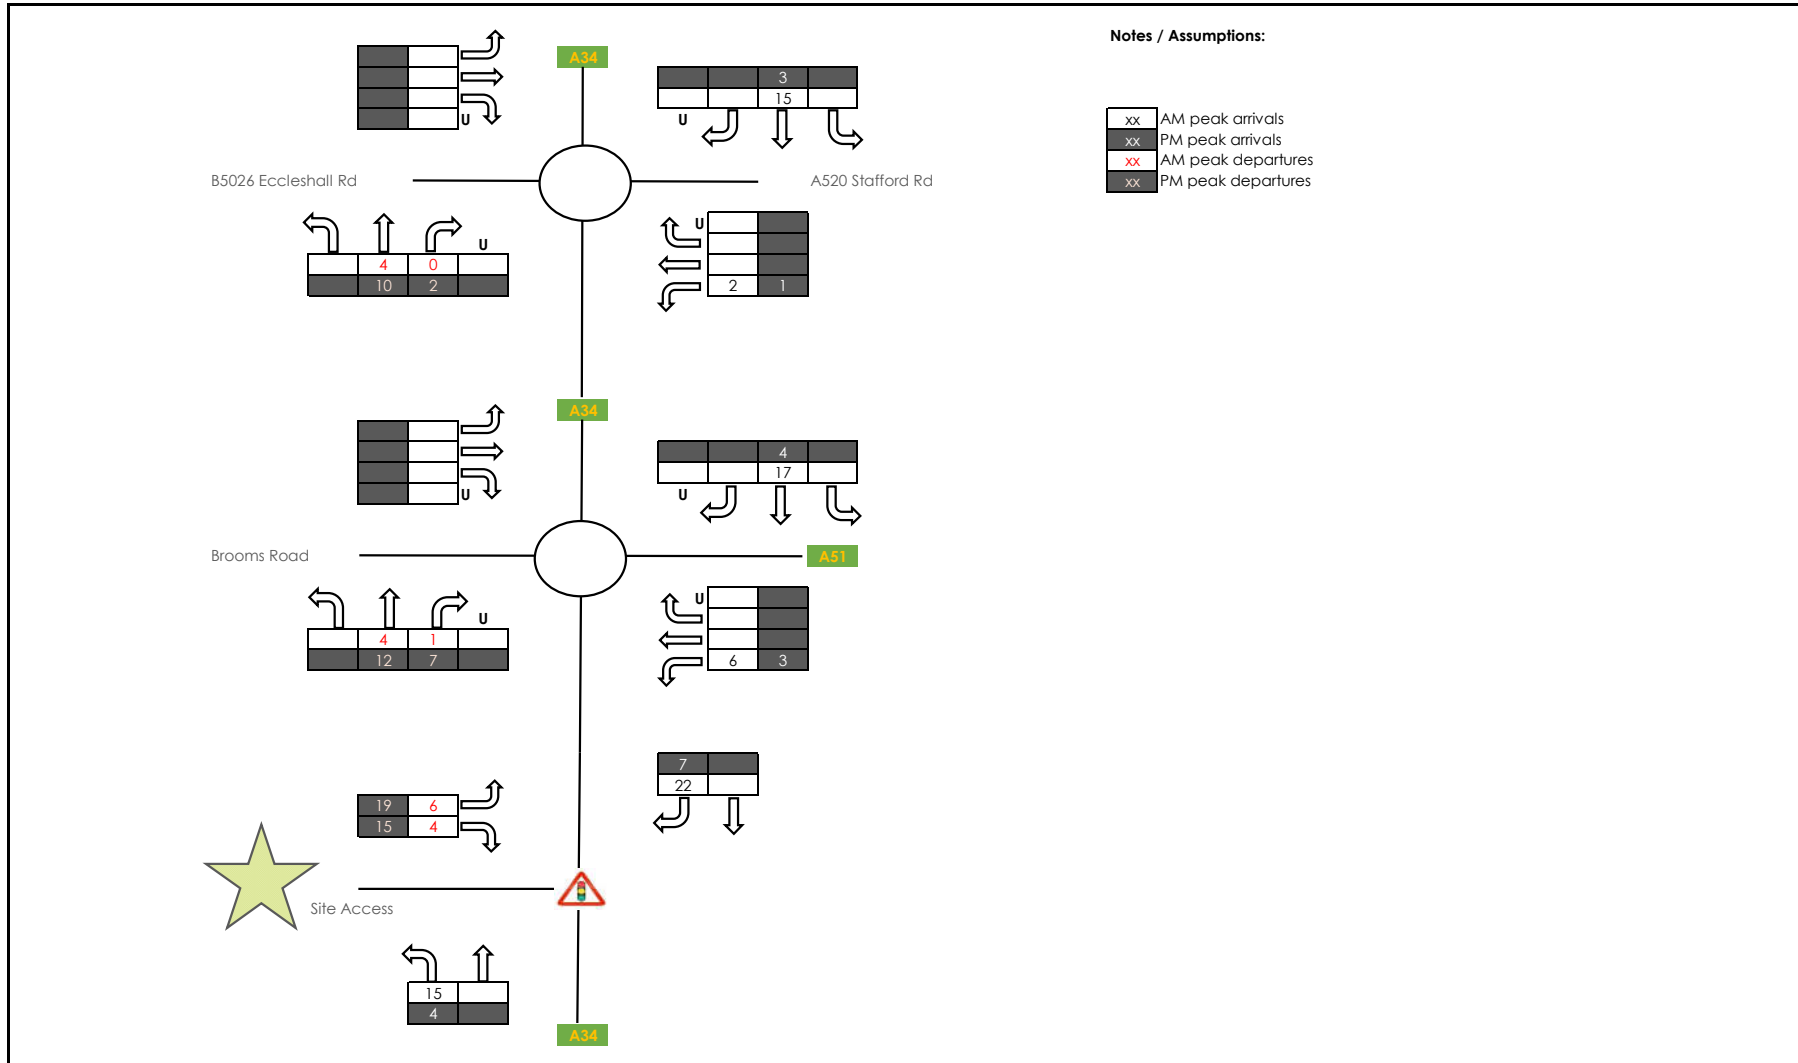 Notes / Assumptions:
A34
3
15
U
xx AM peak arrivals
xx PM peak arrivals
xx AM peak departures
xx PM peak departures
U
B5026 Eccleshall Rd
A520 Stafford Rd
U
4 0
10 2
U
2 1
A34
4
17
U
U
Brooms Road
A51
U
4 1
12 7
U
6 3
7
22
19 6
15 4
Site Access
15
4
A34